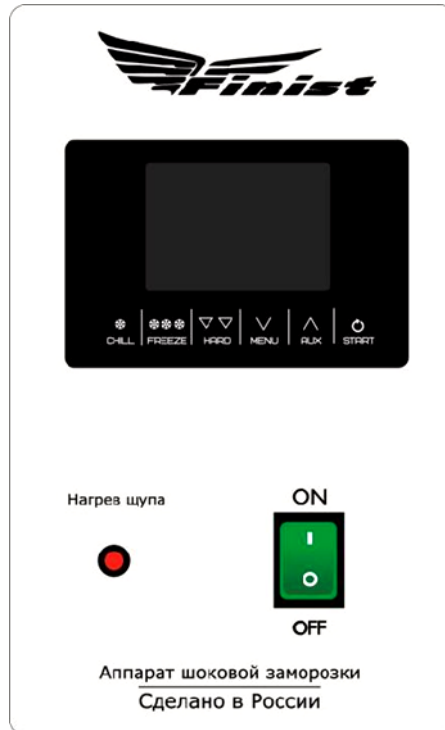 Finist
CHILL FREEZE HARD MENU AUX START
Нагрев щупа
ON
I
O
OFF
Аппарат шоковой заморозки
Сделано в России